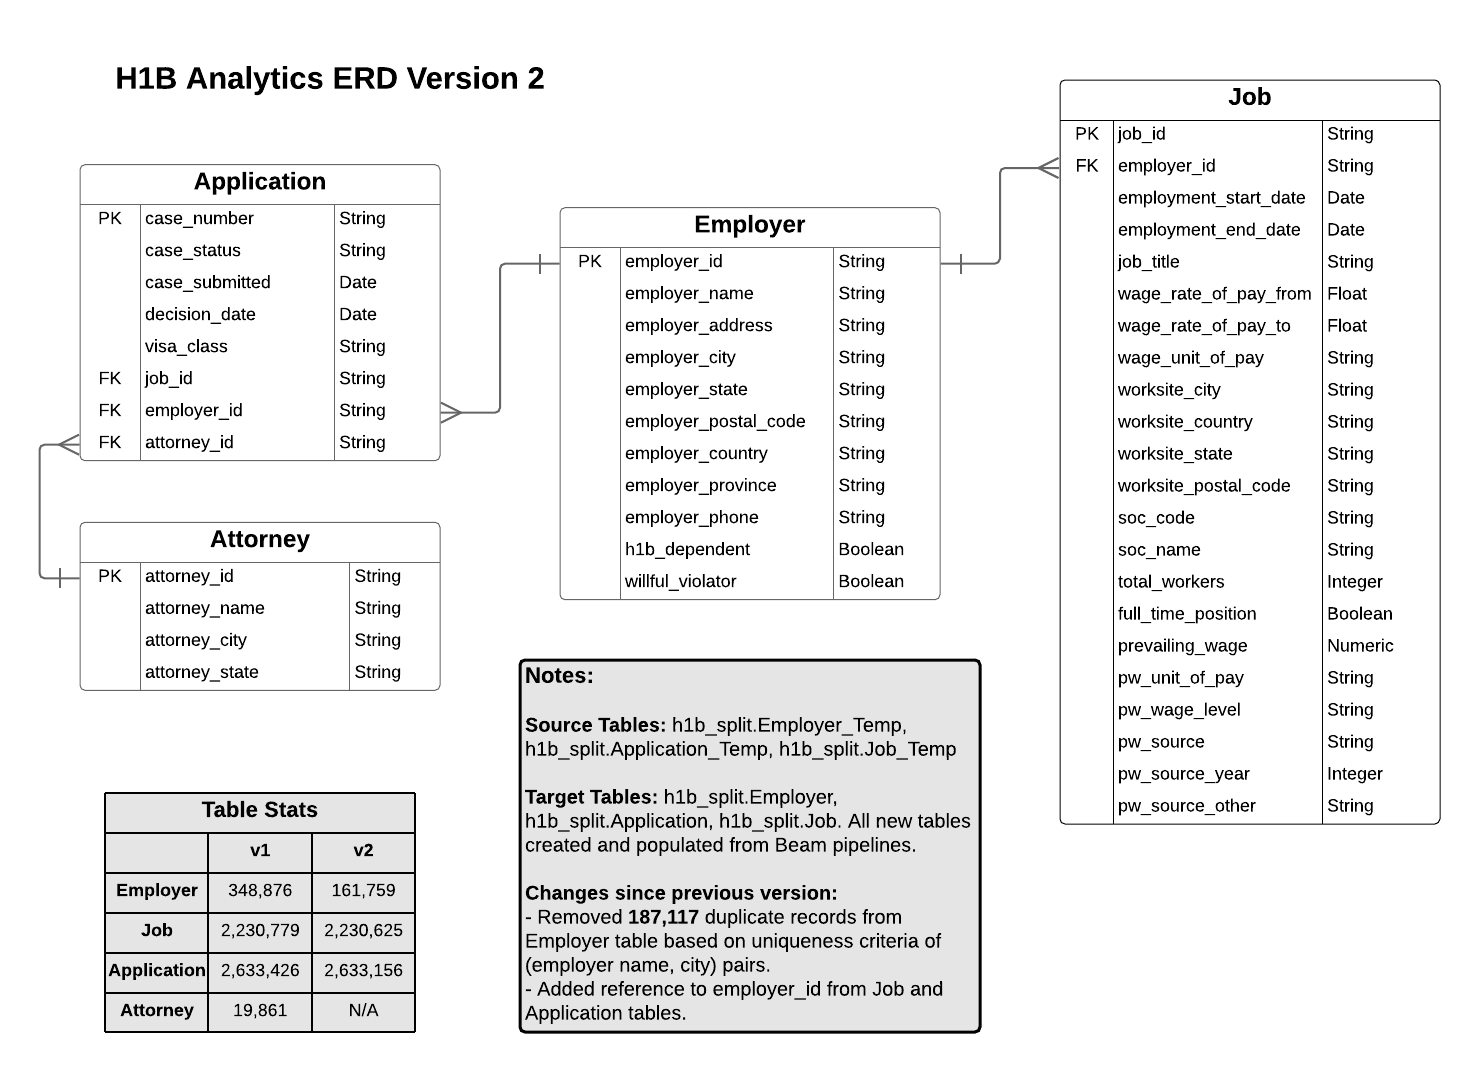 H1B Analytics ERD Version 2
Application
PK case_number String
case_status String
case_submitted Date
decision_date Date
visa_class String
FK job_id String
FK employer_id String
FK attorney_id String
Attorney
PK attorney_id String
attorney_name String
attorney_city String
attorney_state String
Employer
PK employer_id String
employer_name String
employer_address String
employer_city String
employer_state String
employer_postal_code String
employer_country String
employer_province String
employer_phone String
h1b_dependent Boolean
willful_violator Boolean
Job
PK job_id String
FK employer_id String
employment_start_date Date
employment_end_date Date
job_title String
wage_rate_of_pay_from Float
wage_rate_of_pay_to Float
wage_unit_of_pay String
worksite_city String
worksite_country String
worksite_state String
worksite_postal_code String
soc_code String
soc_name String
total_workers Integer
full_time_position Boolean
prevailing_wage Numeric
pw_unit_of_pay String
pw_wage_level String
pw_source String
pw_source_year Integer
pw_source_other String
Table Stats
v1 v2
Employer 348,876 161,759
Job 2,230,779 2,230,625
Application 2,633,426 2,633,156
Attorney 19,861 N/A
Notes:
Source Tables: h1b_split.Employer_Temp,
h1b_split.Application_Temp, h1b_split.Job_Temp
Target Tables: h1b_split.Employer,
h1b_split.Application, h1b_split.Job. All new tables
created and populated from Beam pipelines.
Changes since previous version:
- Removed 187,117 duplicate records from
Employer table based on uniqueness criteria of
(employer name, city) pairs.
- Added reference to employer_id from Job and
Application tables.